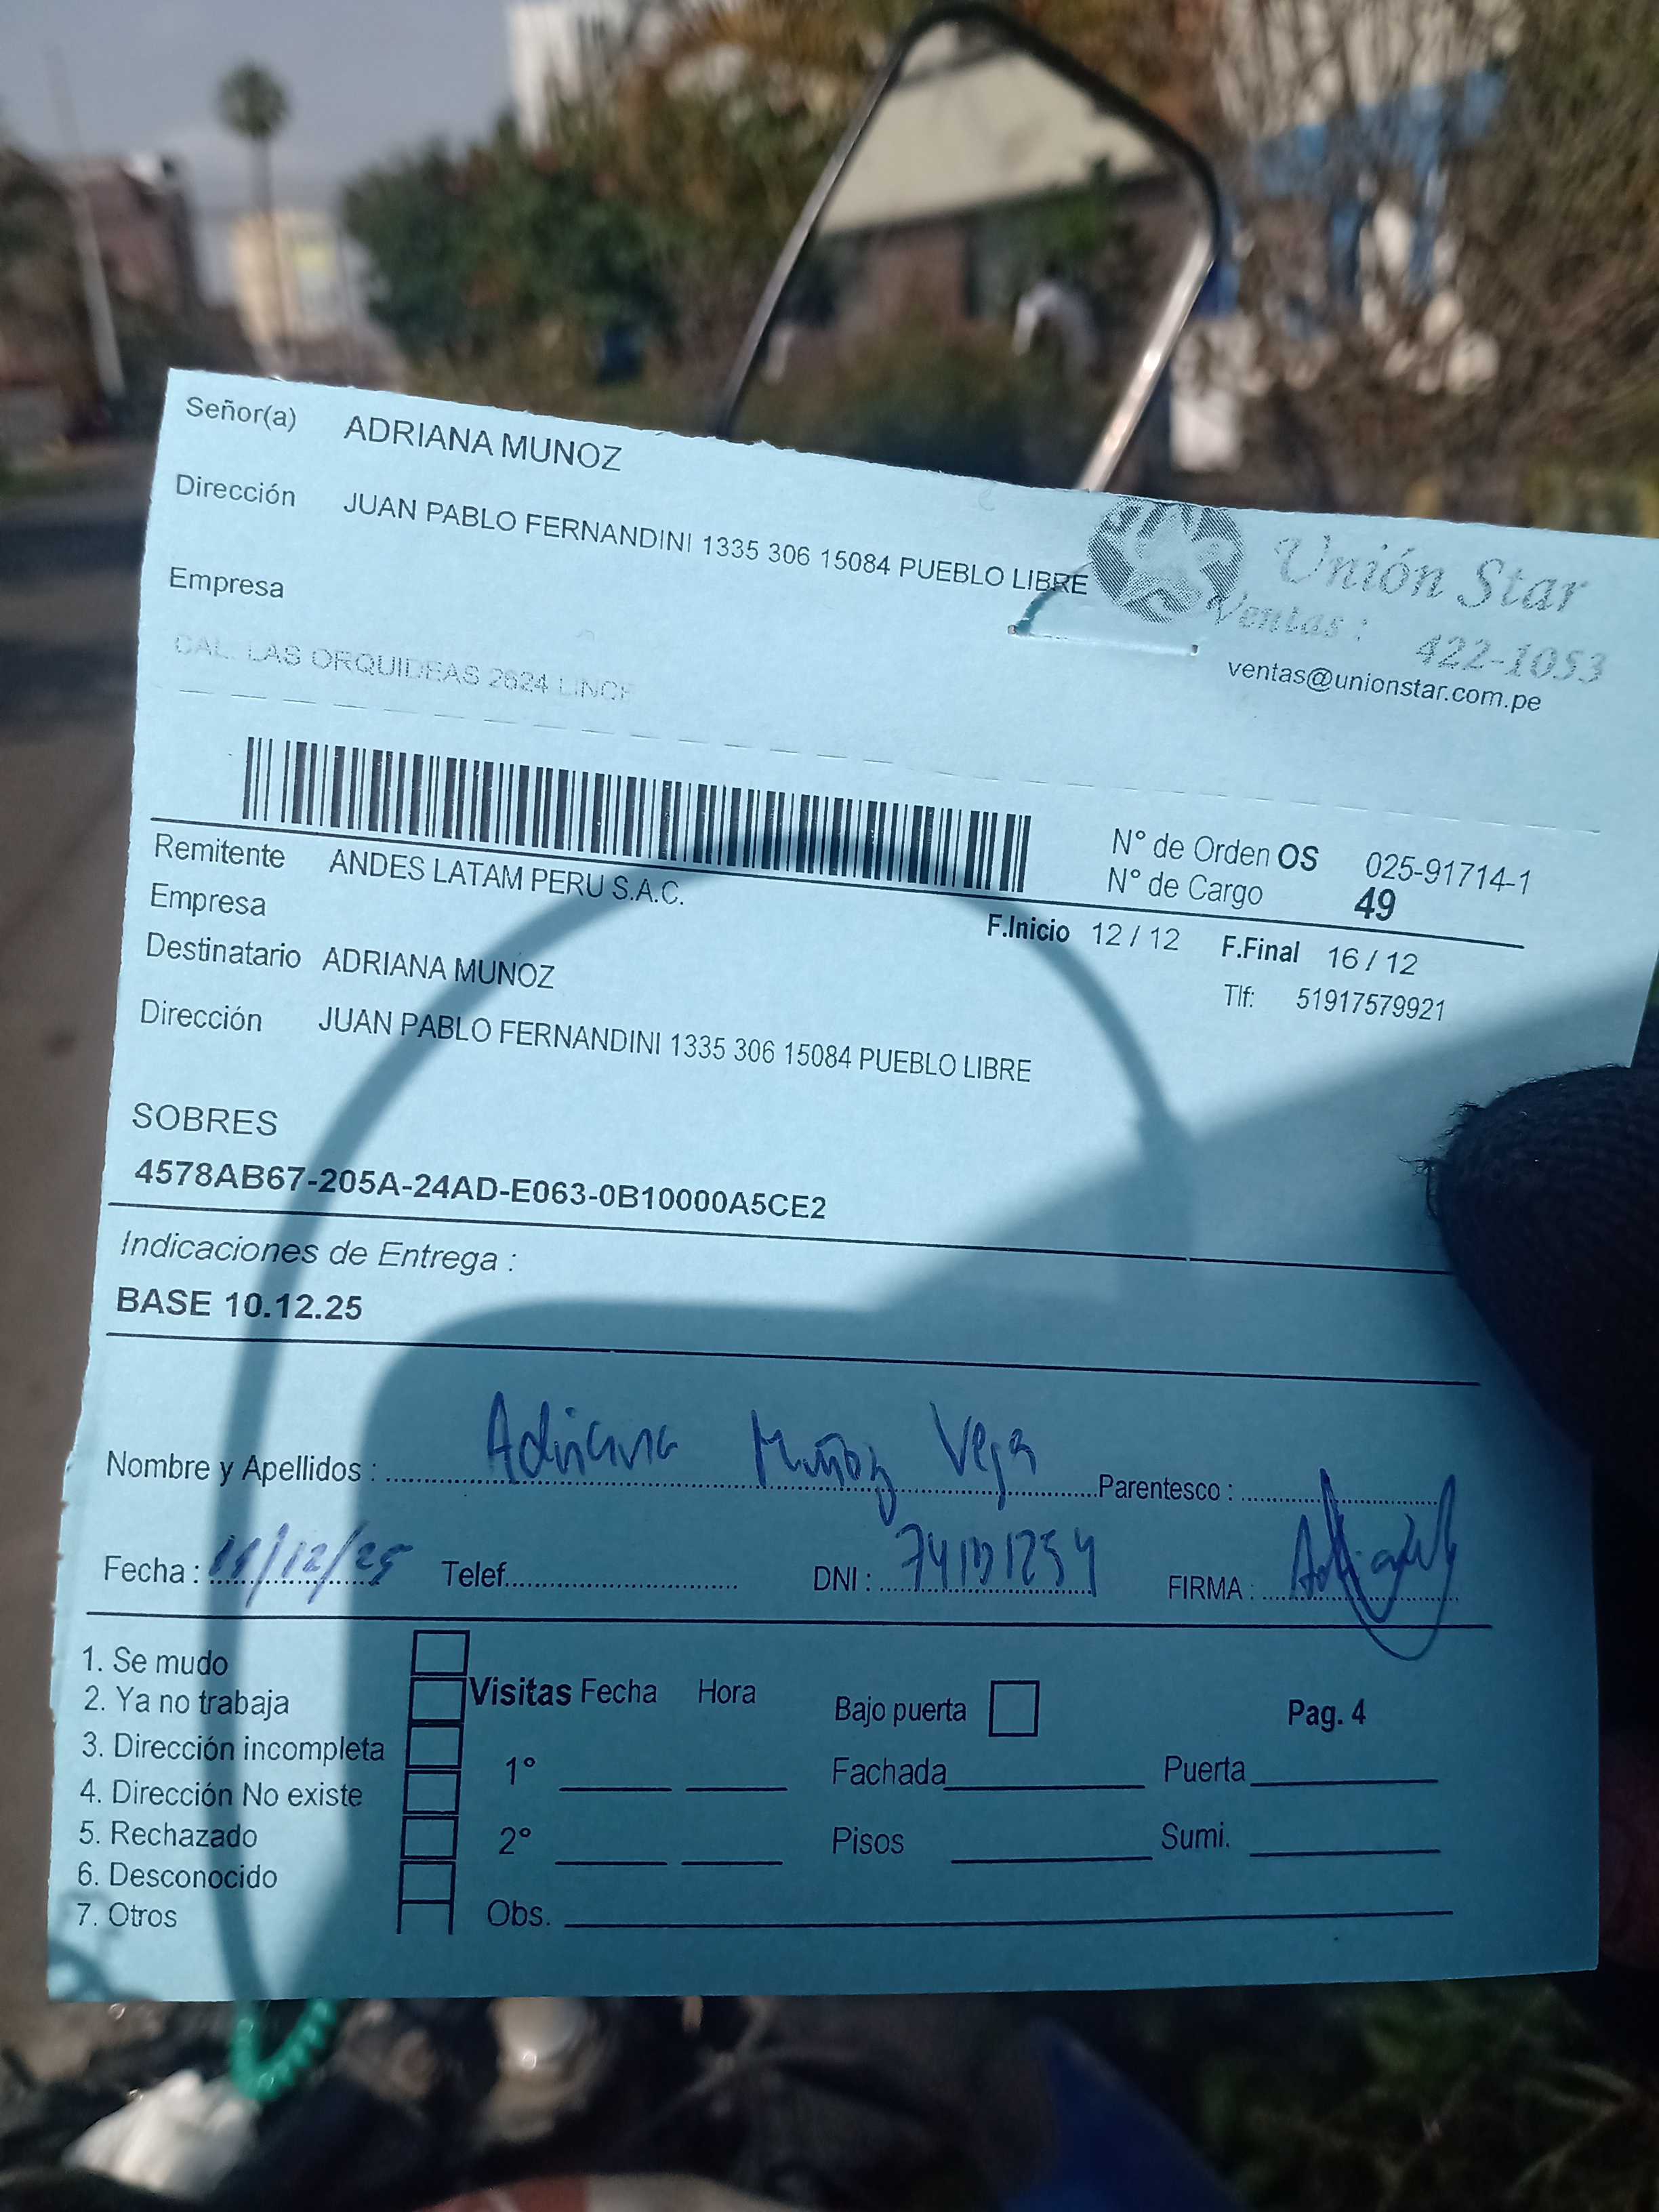 Señor(a) ADRIANA MUNOZ
Dirección JUAN PABLO FERNANDINI 1335 306 15084 PUEBLO LIBRE
Empresa
Unión Star
Ventas : 422-1053
ventas@unionstar.com.pe
CAL. LAS ORQUIDEAS 2624 LINCE
N° de Orden OS 025-91714-1
N° de Cargo 49
Remitente ANDES LATAM PERU S.A.C.
Empresa
F.Inicio 12 / 12 F.Final 16 / 12
Destinatario ADRIANA MUNOZ
Tlf: 51917579921
Dirección JUAN PABLO FERNANDINI 1335 306 15084 PUEBLO LIBRE
SOBRES
4578AB67-205A-24AD-E063-0B10000A5CE2
Indicaciones de Entrega :
BASE 10.12.25
Nombre y Apellidos : Adriana Muñoz Vega Parentesco :
Fecha : /12/25 Telef. DNI : FIRMA :
1. Se mudo
2. Ya no trabaja
3. Dirección incompleta
4. Dirección No existe
5. Rechazado
6. Desconocido
7. Otros
Visitas Fecha Hora
1°
2°
Obs.
Bajo puerta Pag. 4
Fachada Puerta
Pisos Sumi.